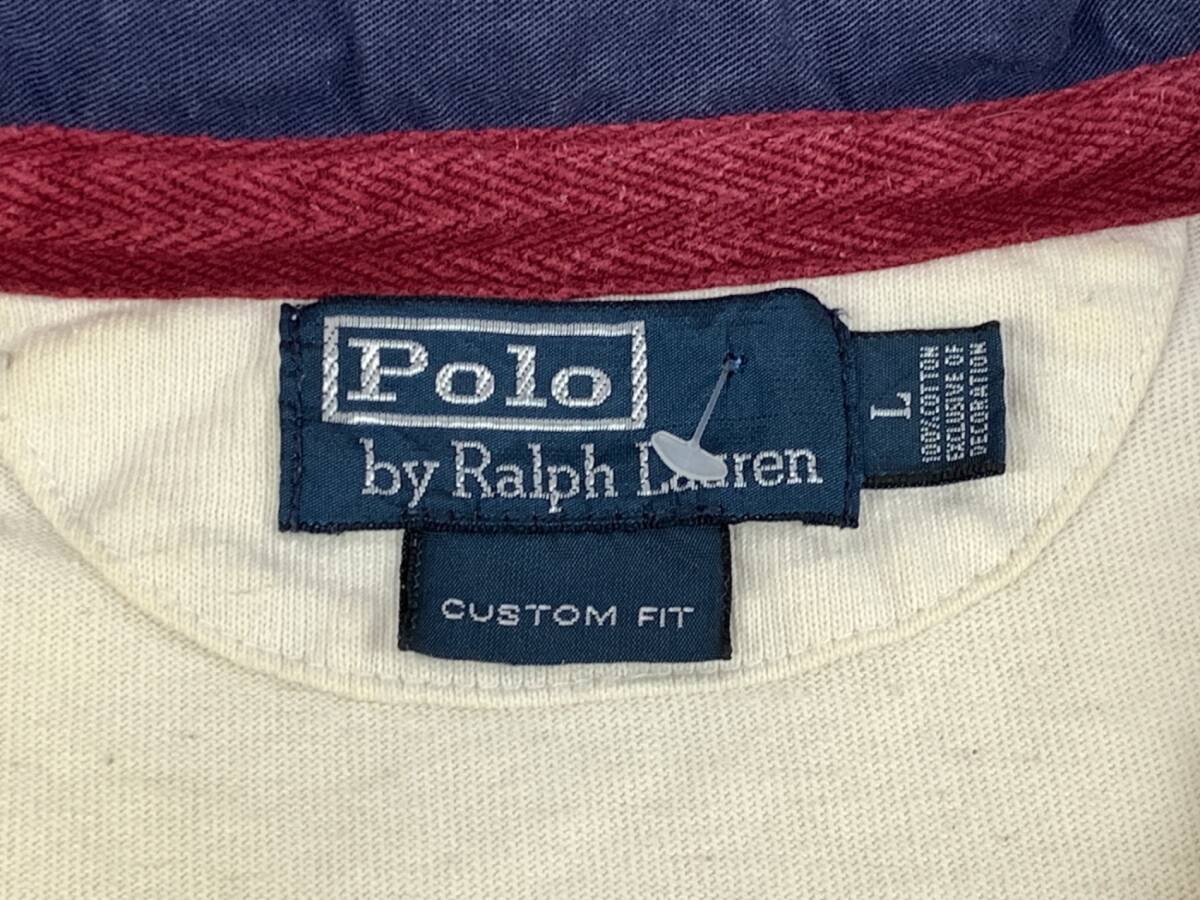 Polo
by Ralph Lauren
CUSTOM FIT
L
100% COTTON
EXCLUSIVE OF
DECORATION